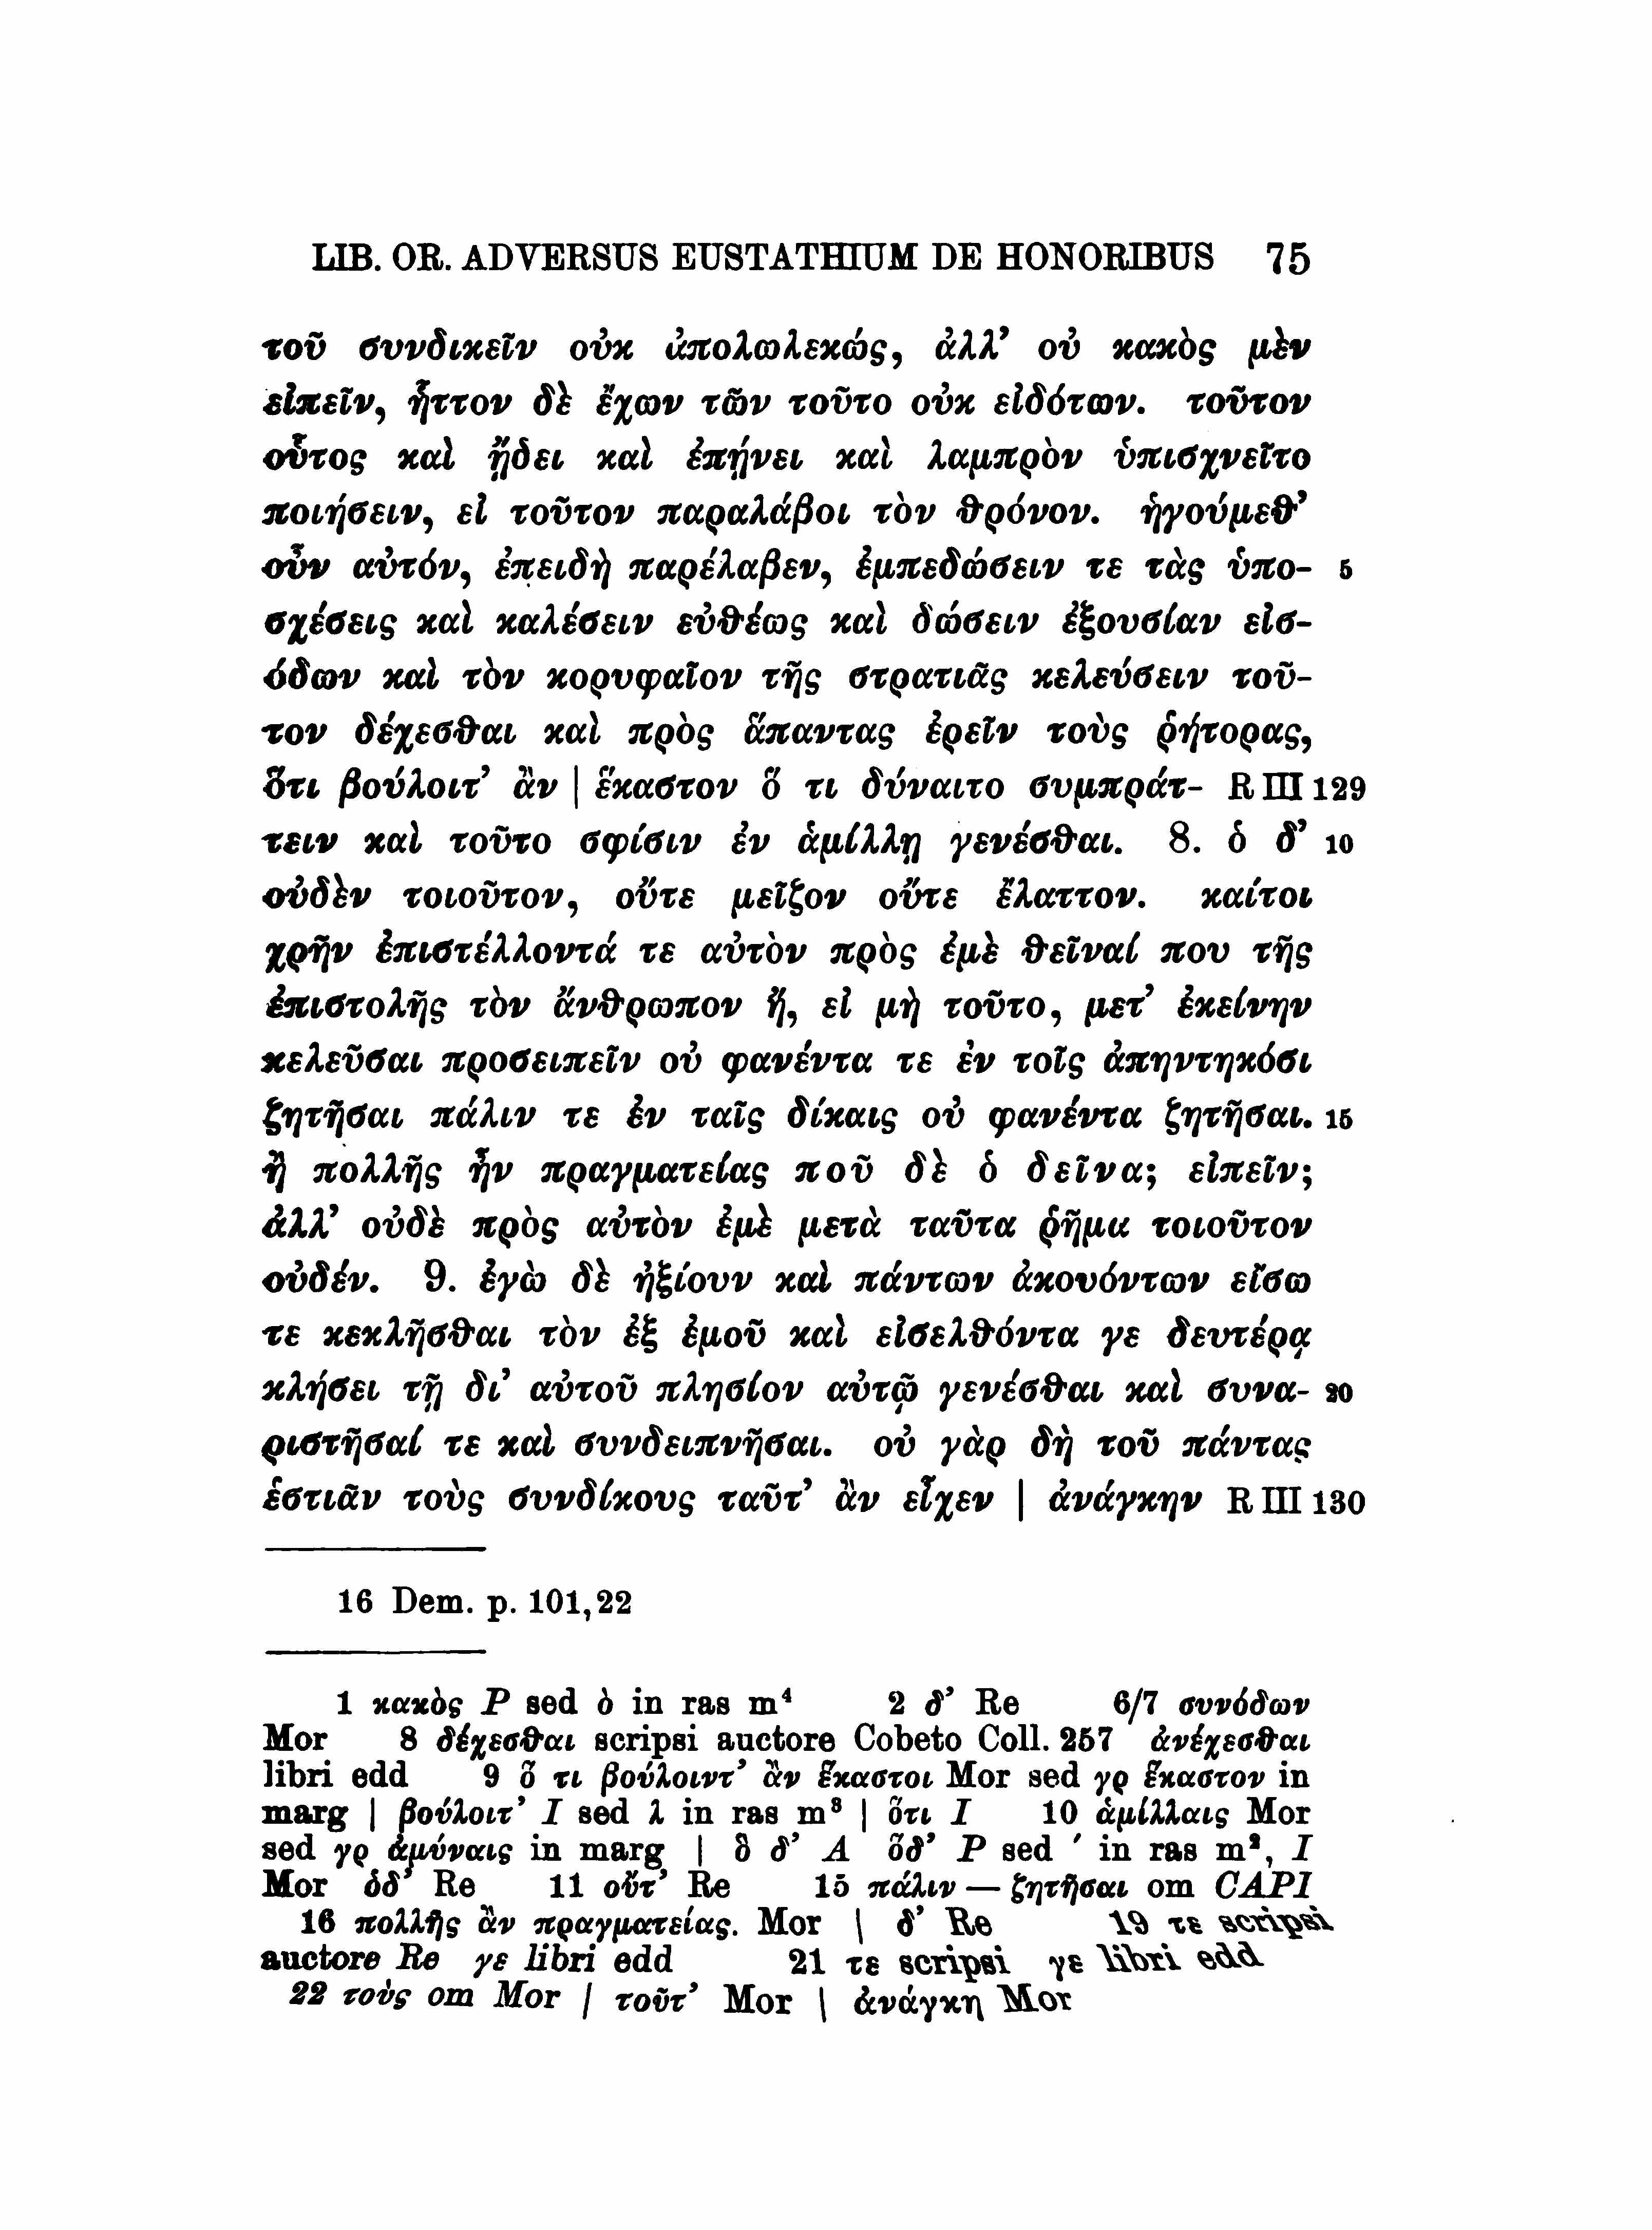 LIB. OR. ADVERSUS EUSTATHIUM DE HONORIBUS 75
τοῦ συνδικεῖν οὐκ ἀπολωλεκώς, ἀλλ’ οὐ κακὸς μὲν
εἰπεῖν, ἧττον δὲ ἔχων τῶν τοῦτο οὐκ εἰδότων. τοῦτον
οὗτος καὶ ᾔδει καὶ ἐπῄνει καὶ λαμπρὸν ὑπισχνεῖτο
ποιήσειν, εἰ τοῦτον παραλάβοι τὸν θρόνον. ἡγούμεθ’
οὖν αὐτόν, ἐπειδὴ παρέλαβεν, ἐμπεδώσειν τε τὰς ὑπο- 5
σχέσεις καὶ καλέσειν εὐθέως καὶ δώσειν ἐξουσίαν εἰσ-
όδων καὶ τὸν κορυφαῖον τῆς στρατιᾶς κελεύσειν τοῦ-
τον δέχεσθαι καὶ πρὸς ἅπαντας ἐρεῖν τοὺς ῥήτορας,
ὅτι βούλοιτ’ ἂν | ἕκαστον ὅ τι δύναιτο συμπράτ- R III 129
τειν καὶ τοῦτο σφίσιν ἐν ἁμίλλῃ γενέσθαι. 8. ὁ δ’ 10
οὐδὲν τοιοῦτον, οὔτε μεῖζον οὔτε ἔλαττον. καίτοι
χρῆν ἐπιστέλλοντά τε αὐτὸν πρὸς ἐμὲ θεῖναί που τῆς
ἐπιστολῆς τὸν ἄνθρωπον ἤ, εἰ μὴ τοῦτο, μετ’ ἐκείνην
κελεῦσαι προσειπεῖν οὐ φανέντα τε ἐν τοῖς ἀπηντηκόσι
ζητῆσαι πάλιν τε ἐν ταῖς δίκαις οὐ φανέντα ζητῆσαι. 15
ἢ πολλῆς ἦν πραγματείας ποῦ δὲ ὁ δεῖνα; εἰπεῖν;
ἀλλ’ οὐδὲ πρὸς αὐτὸν ἐμὲ μετὰ ταῦτα ῥῆμα τοιοῦτον
οὐδέν. 9. ἐγὼ δὲ ἠξίουν καὶ πάντων ἀκουόντων εἴσω
τε κεκλῆσθαι τὸν ἐξ ἐμοῦ καὶ εἰσελθόντα γε δευτέρᾳ
κλήσει τῇ δι’ αὐτοῦ πλησίον αὐτῷ γενέσθαι καὶ συνα- 20
ριστῆσαί τε καὶ συνδειπνῆσαι. οὐ γὰρ δὴ τοῦ πάντας
ἑστιᾶν τοὺς συνδίκους ταῦτ’ ἂν εἶχεν | ἀνάγκην R III 130
16 Dem. p. 101,22
1 κακὸς P sed ὸ in ras m⁴ 2 δ’ Re 6/7 συνόδων
Mor 8 δέχεσθαι scripsi auctore Cobeto Coll. 257 ἀνέχεσθαι
libri edd 9 ὅ τι βούλοιντ’ ἂν ἕκαστοι Mor sed γρ ἕκαστον in
marg | βούλοιτ’ I sed λ in ras m³ | ὅτι I 10 ἁμίλλαις Mor
sed γρ ἀμύναις in marg | ὃ δ’ A ὅδ’ P sed ′ in ras m², I
Mor ὁδ’ Re 11 οὔτ’ Re 15 πάλιν — ζητῆσαι om CAPI
16 πολλῆς ἂν πραγματείας. Mor | δ’ Re 19 τε scripsi
auctore Re γε libri edd 21 τε scripsi γε libri edd
22 τοὺς om Mor | τοῦτ’ Mor | ἀνάγκη Mor